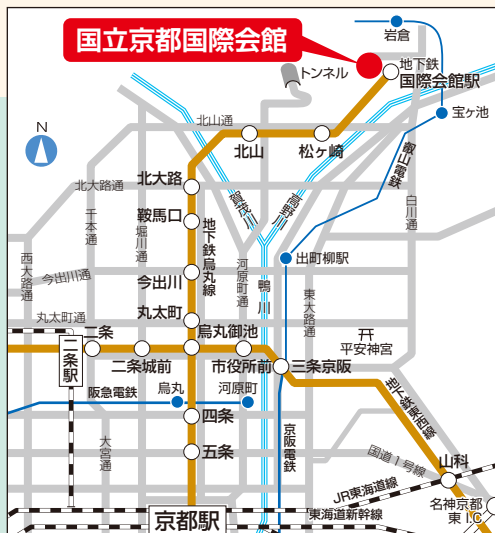 国立京都国際会館
岩倉
地下鉄
国際会館駅
トンネル
宝ヶ池
N
北山通
北山
松ヶ崎
叡山電鉄
北大路
北大路通
賀茂川
高野川
白川通
千本通
堀川通
鞍馬口
地下鉄烏丸線
西大路通
今出川通
今出川
河原町通
鴨川
出町柳駅
東大路通
丸太町通
丸太町
二条
二条駅
二条城前
烏丸御池
市役所前
三条京阪
平安神宮
地下鉄東西線
阪急電鉄
烏丸
河原町
四条
京阪電鉄
大宮通
五条
国道1号線
山科
JR東海道線
名神京都
東 I.C
東海道新幹線
京都駅